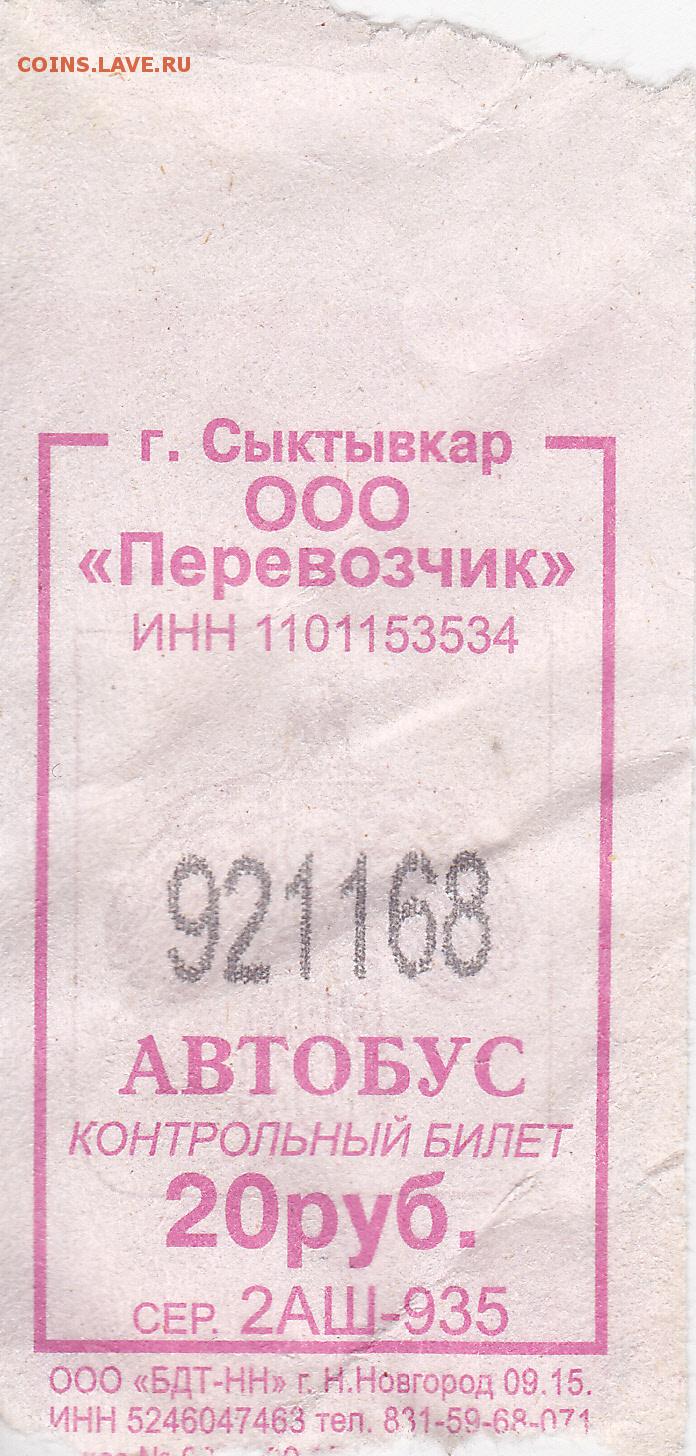 COINS.LAVE.RU
г. Сыктывкар
ООО
«Перевозчик»
ИНН 1101153534
921168
АВТОБУС
КОНТРОЛЬНЫЙ БИЛЕТ
20руб.
СЕР. 2АШ-935
ООО «БДТ-НН» г. Н.Новгород 09.15.
ИНН 5246047463 тел. 831-59-68-071